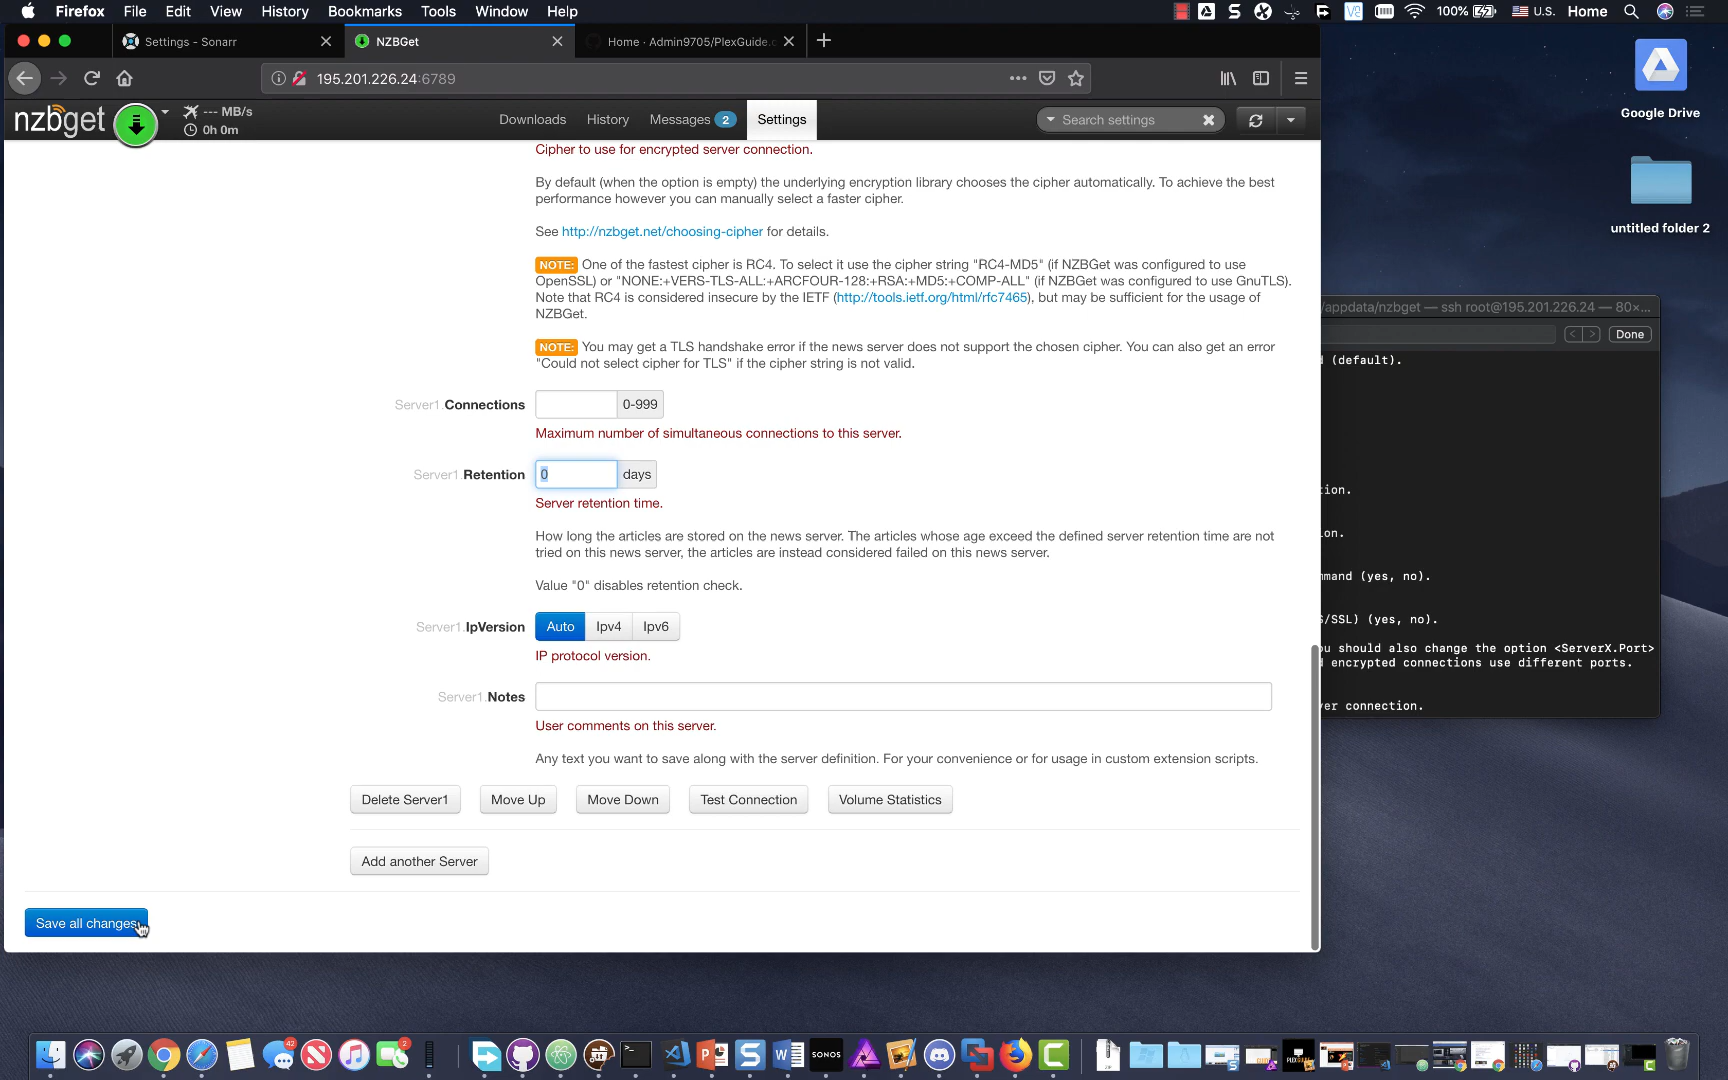 Firefox File Edit View History Bookmarks Tools Window Help 100% U.S. Home
Settings - Sonarr
NZBGet
Home · Admin9705/PlexGuide.c
195.201.226.24:6789
nzbget
--- MB/s
0h 0m
Downloads History Messages 2 Settings
Search settings
Cipher to use for encrypted server connection.
By default (when the option is empty) the underlying encryption library chooses the cipher automatically. To achieve the best
performance however you can manually select a faster cipher.
See http://nzbget.net/choosing-cipher for details.
NOTE: One of the fastest cipher is RC4. To select it use the cipher string "RC4-MD5" (if NZBGet was configured to use
OpenSSL) or "NONE:+VERS-TLS-ALL:+ARCFOUR-128:+RSA:+MD5:+COMP-ALL" (if NZBGet was configured to use GnuTLS).
Note that RC4 is considered insecure by the IETF (http://tools.ietf.org/html/rfc7465), but may be sufficient for the usage of
NZBGet.
NOTE: You may get a TLS handshake error if the news server does not support the chosen cipher. You can also get an error
"Could not select cipher for TLS" if the cipher string is not valid.
Server1.Connections 0-999
Maximum number of simultaneous connections to this server.
Server1.Retention 0 days
Server retention time.
How long the articles are stored on the news server. The articles whose age exceed the defined server retention time are not
tried on this news server, the articles are instead considered failed on this news server.
Value "0" disables retention check.
Server1.IpVersion Auto Ipv4 Ipv6
IP protocol version.
Server1.Notes
User comments on this server.
Any text you want to save along with the server definition. For your convenience or for usage in custom extension scripts.
Delete Server1 Move Up Move Down Test Connection Volume Statistics
Add another Server
Save all changes
Google Drive
untitled folder 2
/appdata/nzbget — ssh root@195.201.226.24 — 80×...
Done
(default).
ion.
on.
mand (yes, no).
S/SSL) (yes, no).
ou should also change the option <ServerX.Port>
d encrypted connections use different ports.
ver connection.
42
2
SONOS